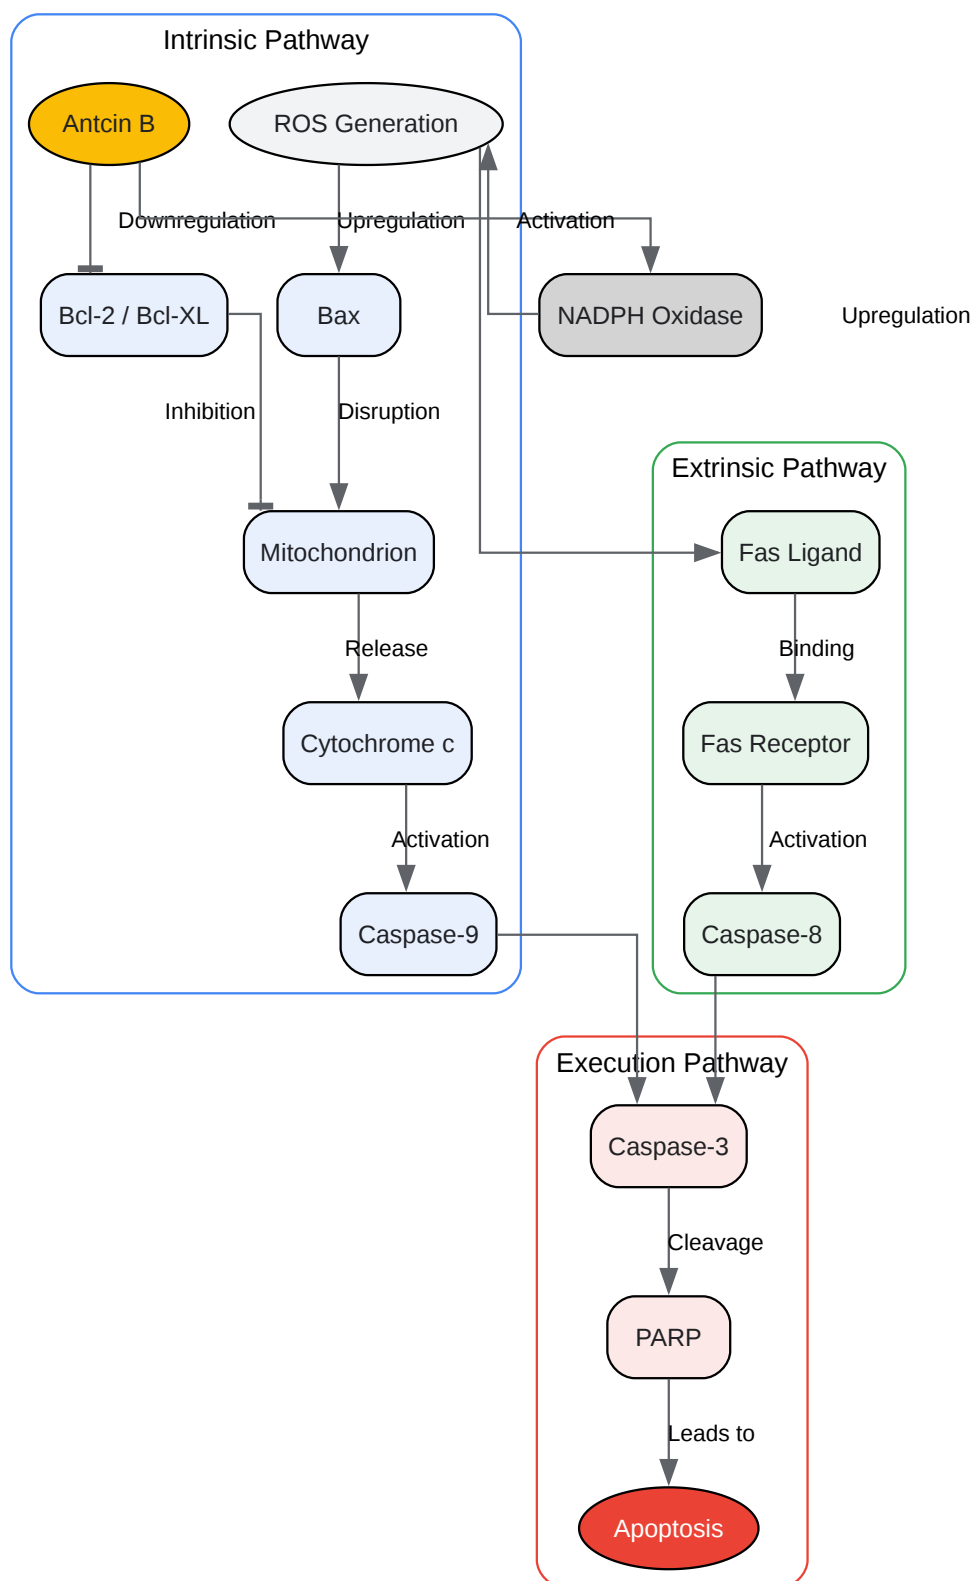 Intrinsic Pathway
Antcin B
ROS Generation
Downregulation
Upregulation
Activation
Bcl-2 / Bcl-XL
Bax
NADPH Oxidase
Upregulation
Inhibition
Disruption
Extrinsic Pathway
Mitochondrion
Fas Ligand
Release
Binding
Cytochrome c
Fas Receptor
Activation
Activation
Caspase-9
Caspase-8
Execution Pathway
Caspase-3
Cleavage
PARP
Leads to
Apoptosis